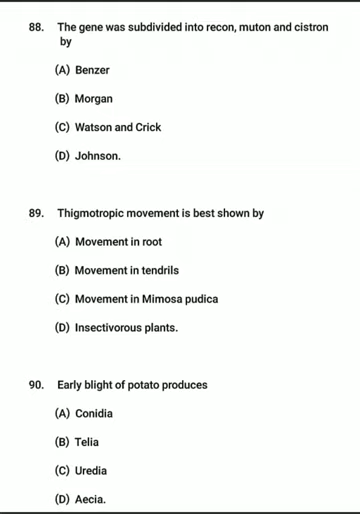 88. The gene was subdivided into recon, muton and cistron
by
(A) Benzer
(B) Morgan
(C) Watson and Crick
(D) Johnson.
89. Thigmotropic movement is best shown by
(A) Movement in root
(B) Movement in tendrils
(C) Movement in Mimosa pudica
(D) Insectivorous plants.
90. Early blight of potato produces
(A) Conidia
(B) Telia
(C) Uredia
(D) Aecia.